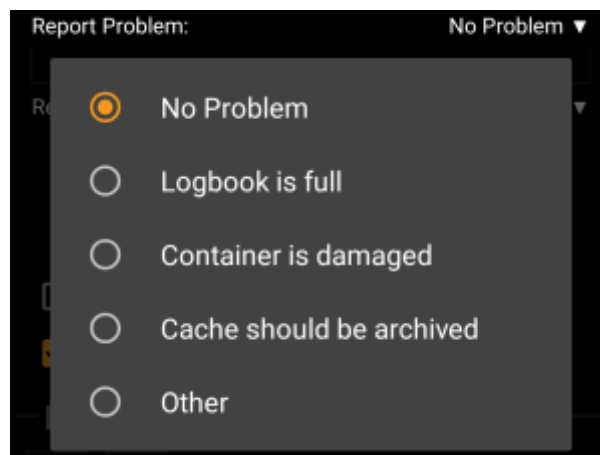 Report Problem: No Problem ▼
No Problem
Logbook is full
Container is damaged
Cache should be archived
Other